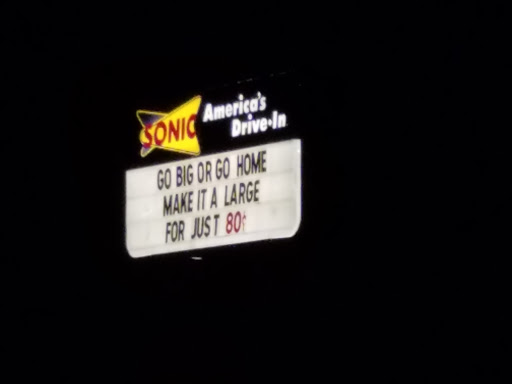 SONIC
America's
Drive-In
GO BIG OR GO HOME
MAKE IT A LARGE
FOR JUST 80¢